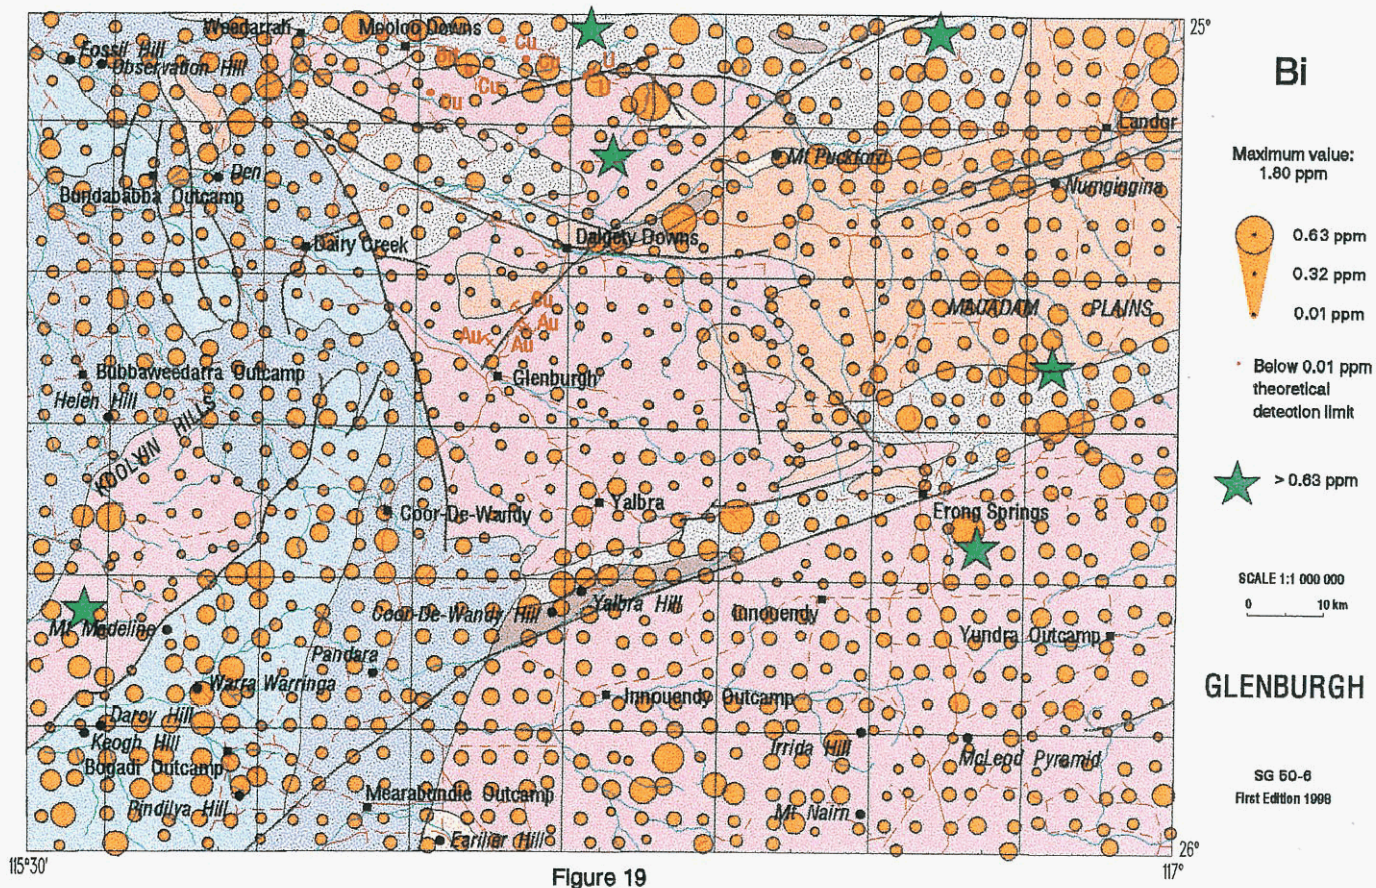 Weedarrah
Mooloo Downs
25°
Fossil Hill
Observation Hill
Cu
Cu
U
U
Cu
Cu
Bi
Landor
Mt Puckford
Den
Numgingina
Bundababba Outcamp
Maximum value:
1.80 ppm
0.63 ppm
0.32 ppm
0.01 ppm
Dairy Creek
Dalgety Downs
Cu
Au
Au
Au
MACADAM PLAINS
Bubbaweedarra Outcamp
Glenburgh
Below 0.01 ppm
theoretical
detection limit
Helen Hill
KOOLYIN HILLS
> 0.63 ppm
Coor-De-Wandy
Yalbra
Erong Springs
SCALE 1:1 000 000
0 10 km
Coor-De-Wandy Hill
Yalbra Hill
Innouendy
Mt Madeline
Yundra Outcamp
Pandara
Warra Warringa
Innouendy Outcamp
GLENBURGH
Darcy Hill
Keogh Hill
Irrida Hill
McLeod Pyramid
Bogadi Outcamp
SG 50-6
First Edition 1998
Pindilya Hill
Mearabundie Outcamp
Mt Nairn
Earilier Hill
115°30'
26°
117°
Figure 19